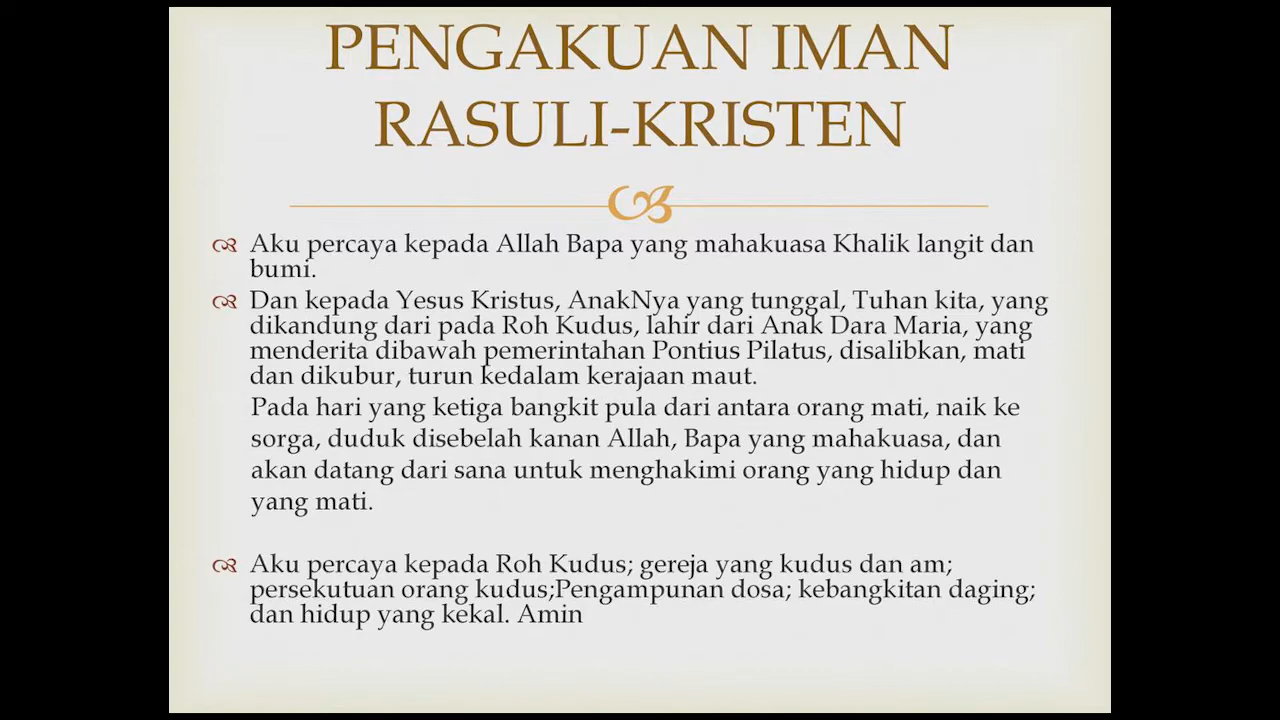 PENGAKUAN IMAN
RASULI-KRISTEN
Aku percaya kepada Allah Bapa yang mahakuasa Khalik langit dan
bumi.
Dan kepada Yesus Kristus, AnakNya yang tunggal, Tuhan kita, yang
dikandung dari pada Roh Kudus, lahir dari Anak Dara Maria, yang
menderita dibawah pemerintahan Pontius Pilatus, disalibkan, mati
dan dikubur, turun kedalam kerajaan maut.
Pada hari yang ketiga bangkit pula dari antara orang mati, naik ke
sorga, duduk disebelah kanan Allah, Bapa yang mahakuasa, dan
akan datang dari sana untuk menghakimi orang yang hidup dan
yang mati.
Aku percaya kepada Roh Kudus; gereja yang kudus dan am;
persekutuan orang kudus;Pengampunan dosa; kebangkitan daging;
dan hidup yang kekal. Amin